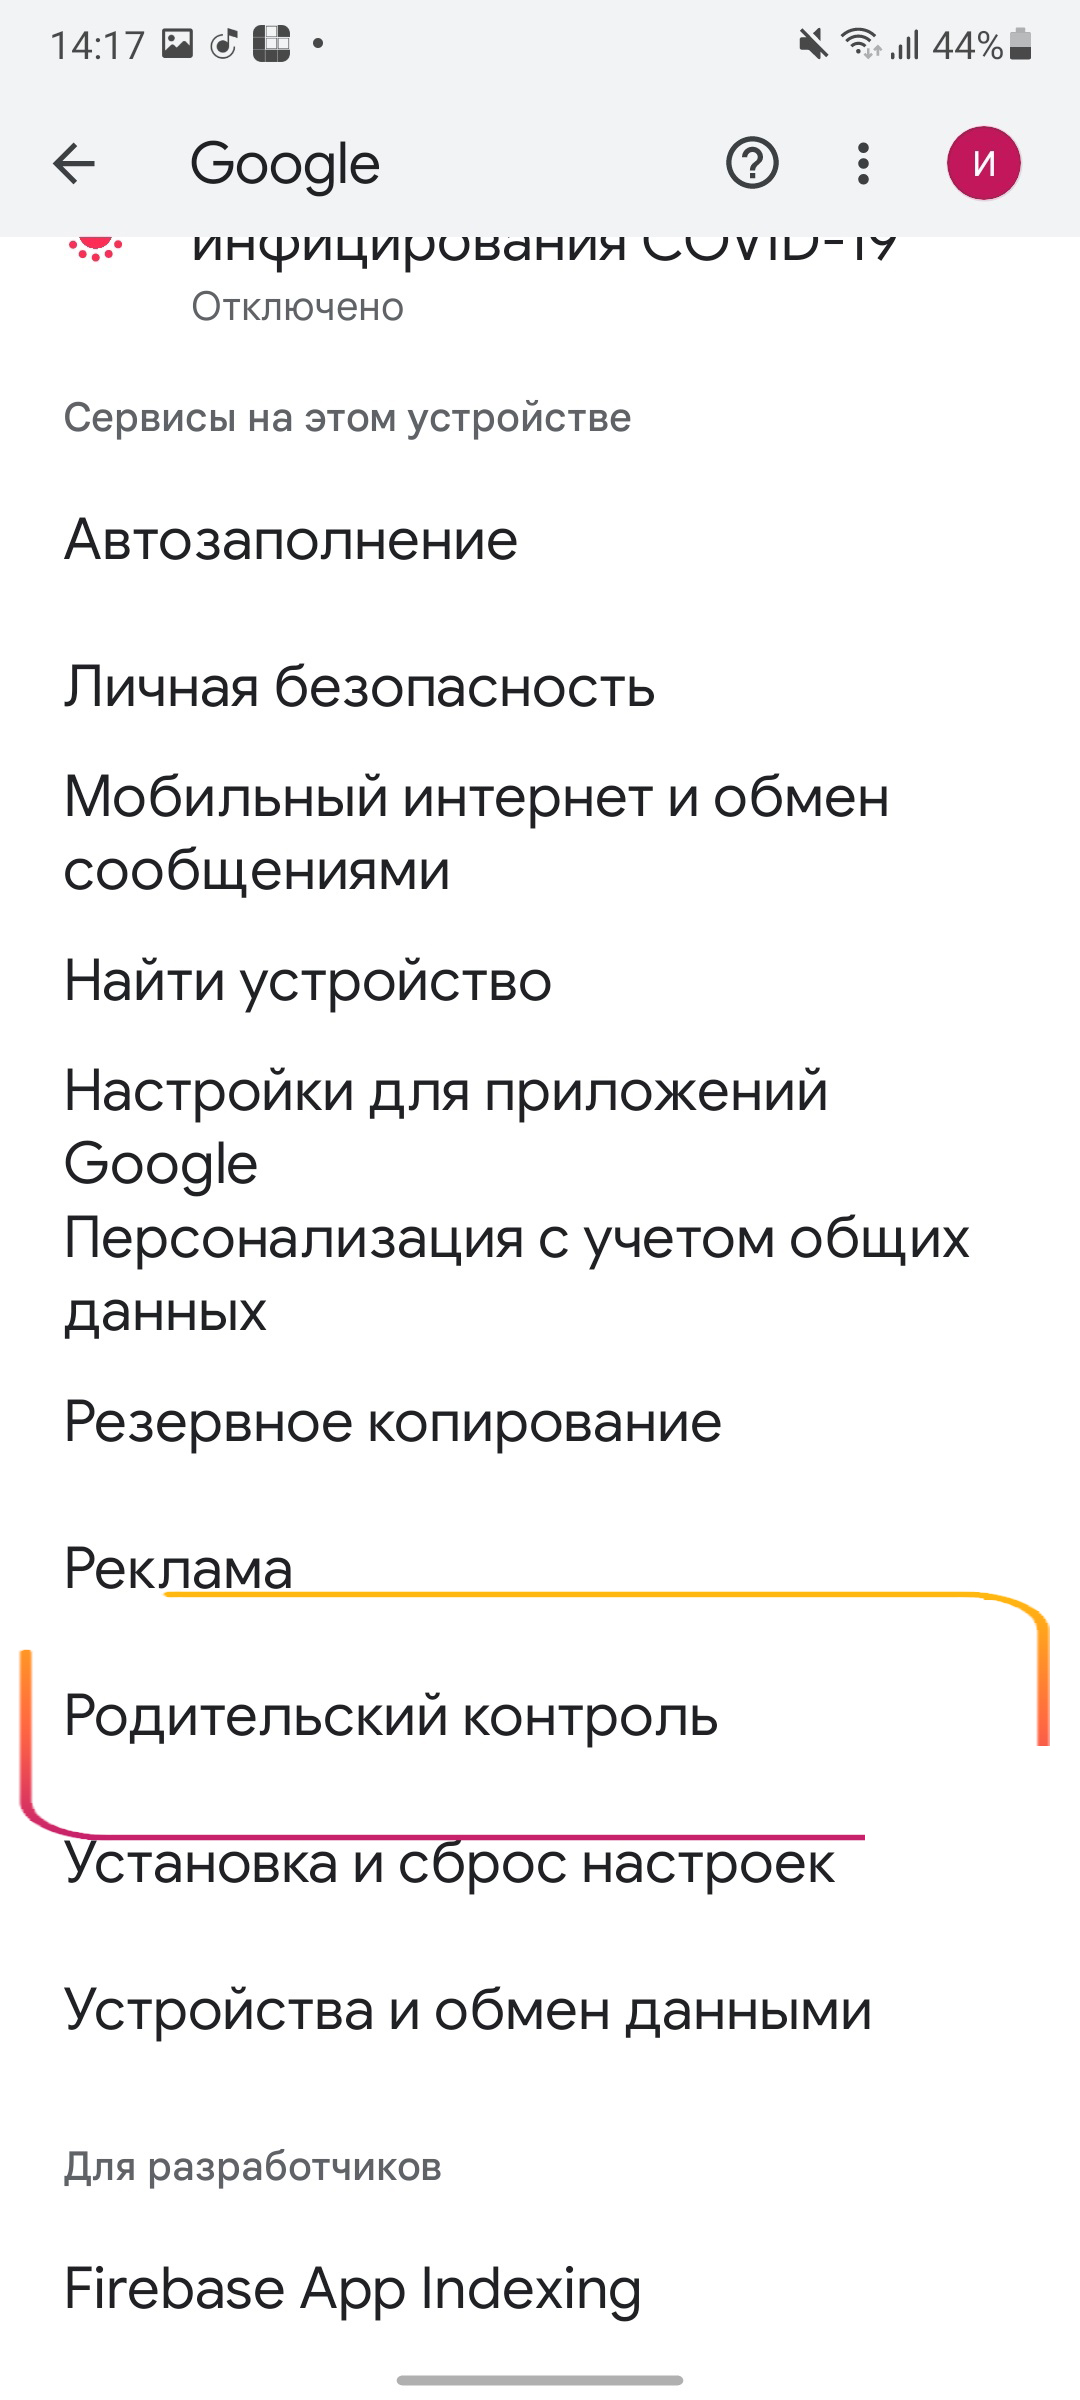 14:17
44%
Google
И
инфицирования COVID-19
Отключено
Сервисы на этом устройстве
Автозаполнение
Личная безопасность
Мобильный интернет и обмен
сообщениями
Найти устройство
Настройки для приложений
Google
Персонализация с учетом общих
данных
Резервное копирование
Реклама
Родительский контроль
Установка и сброс настроек
Устройства и обмен данными
Для разработчиков
Firebase App Indexing